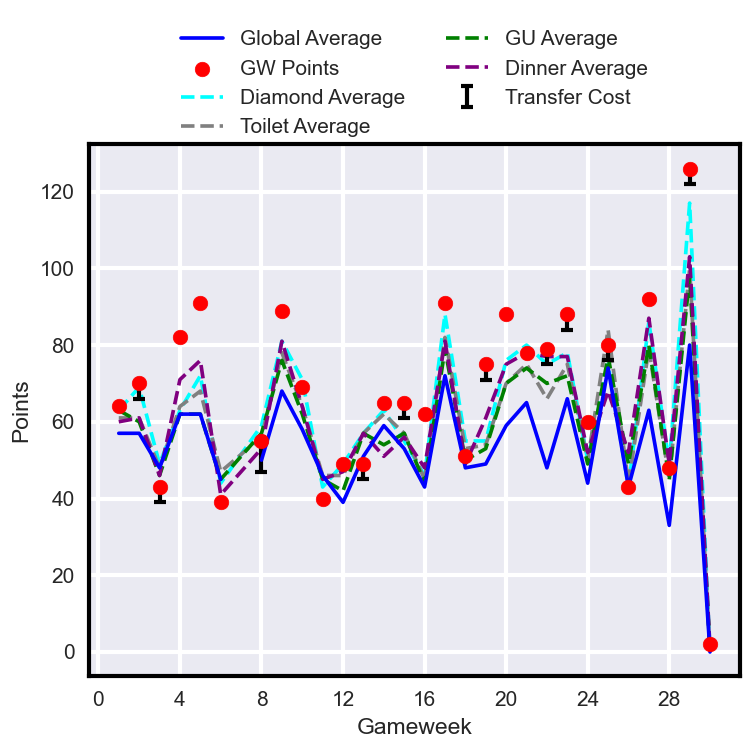 Global Average
GW Points
Diamond Average
Toilet Average
GU Average
Dinner Average
Transfer Cost
120
100
80
60
40
20
0
Points
0 4 8 12 16 20 24 28
Gameweek